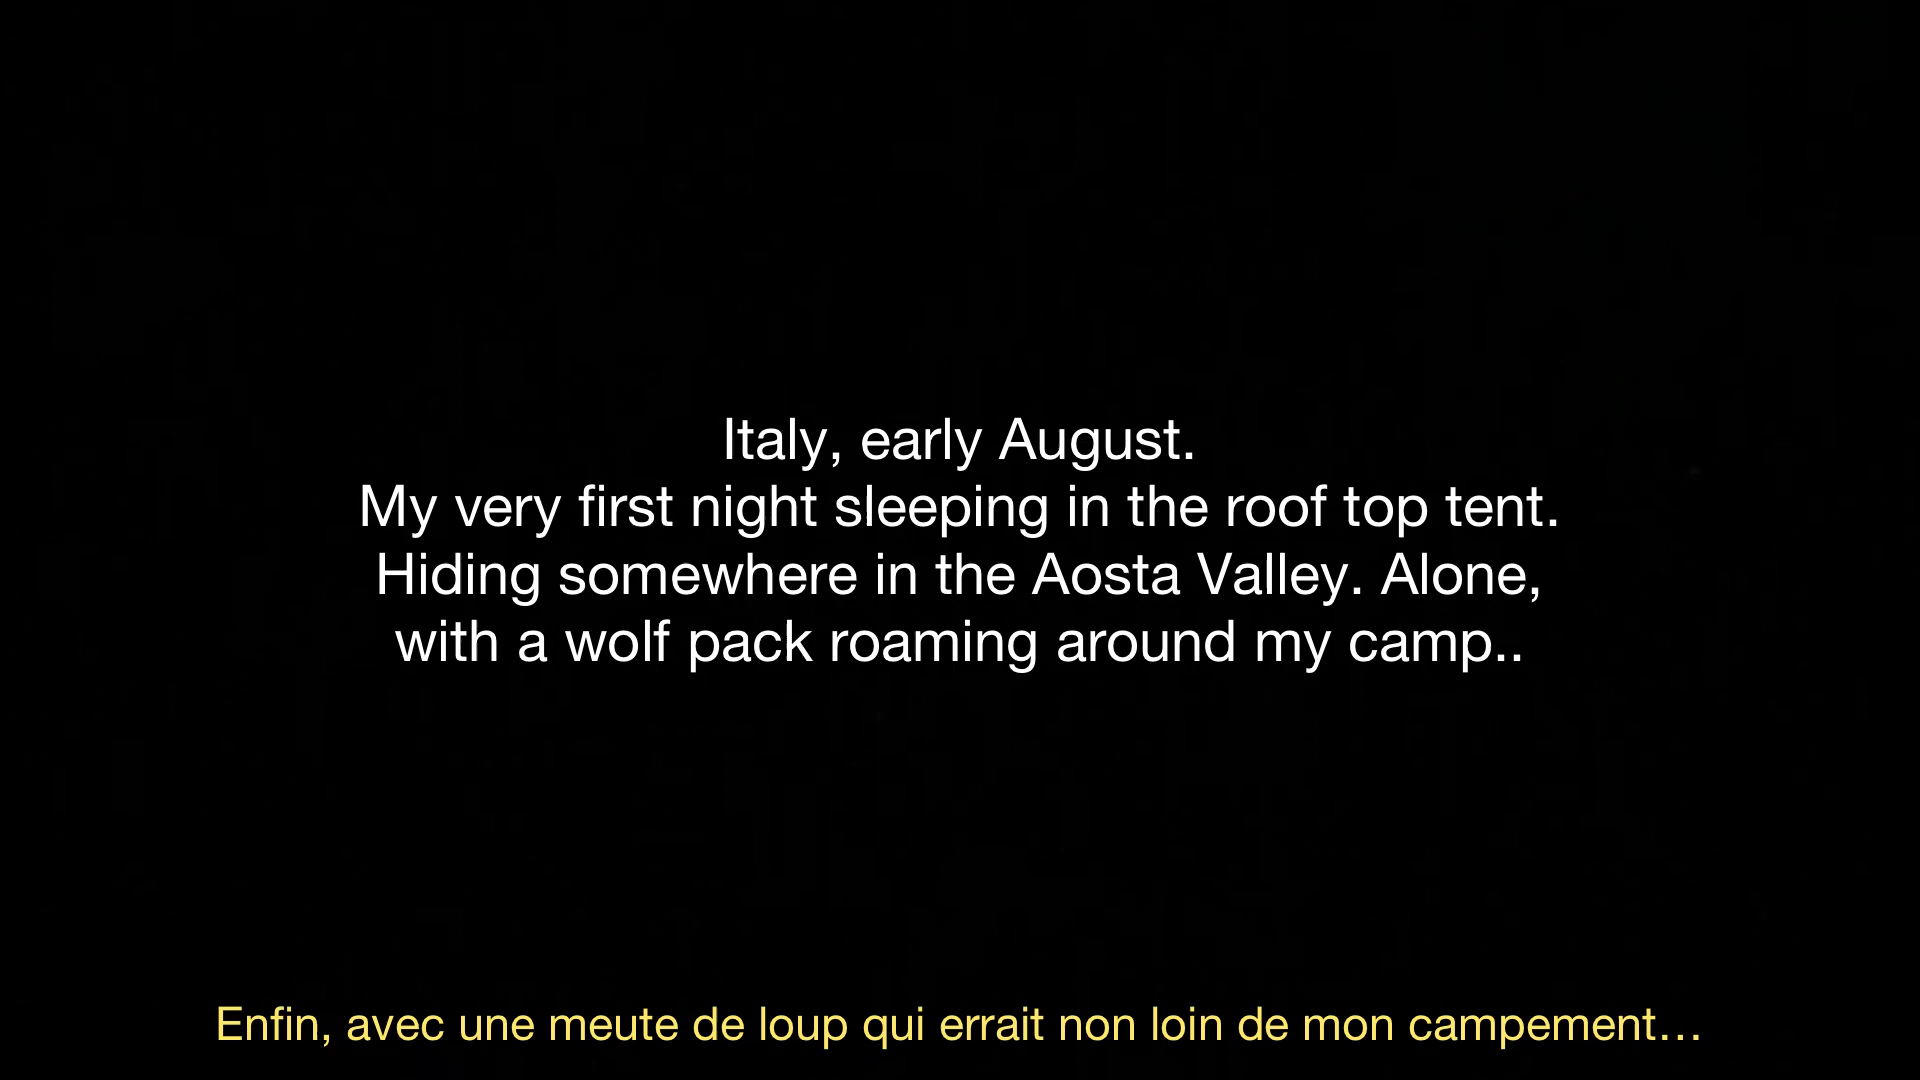 Italy, early August.
My very first night sleeping in the roof top tent.
Hiding somewhere in the Aosta Valley. Alone,
with a wolf pack roaming around my camp..
Enfin, avec une meute de loup qui errait non loin de mon campement…